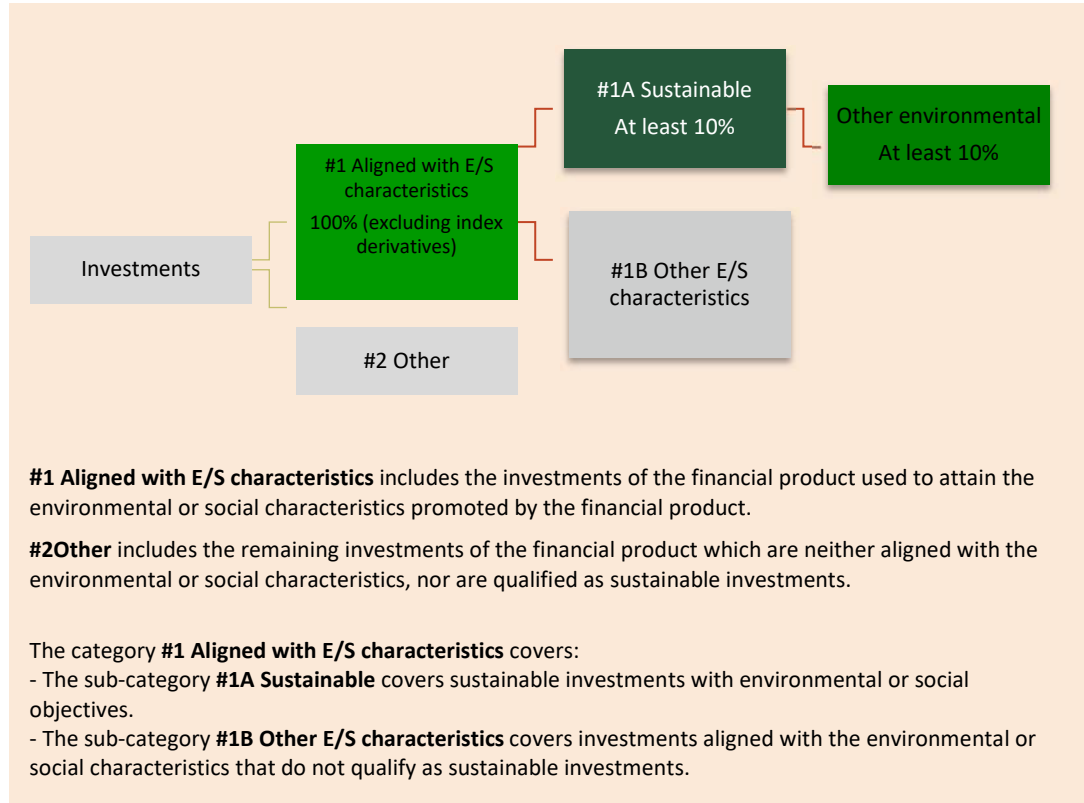 #1A Sustainable
At least 10%
Other environmental
At least 10%
#1 Aligned with E/S
characteristics
100% (excluding index
derivatives)
Investments
#1B Other E/S
characteristics
#2 Other
#1 Aligned with E/S characteristics includes the investments of the financial product used to attain the
environmental or social characteristics promoted by the financial product.
#2Other includes the remaining investments of the financial product which are neither aligned with the
environmental or social characteristics, nor are qualified as sustainable investments.
The category #1 Aligned with E/S characteristics covers:
- The sub-category #1A Sustainable covers sustainable investments with environmental or social
objectives.
- The sub-category #1B Other E/S characteristics covers investments aligned with the environmental or
social characteristics that do not qualify as sustainable investments.